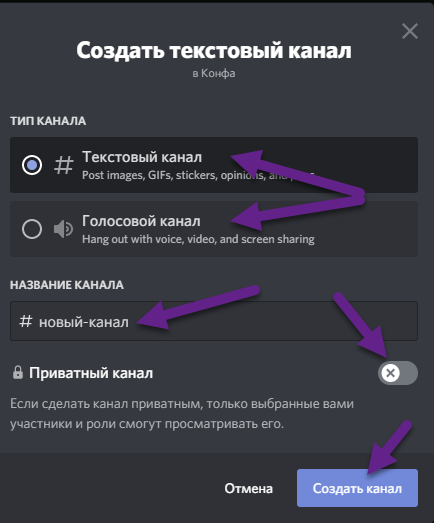 Создать текстовый канал
в Конфа
ТИП КАНАЛА
# Текстовый канал
Post images, GIFs, stickers, opinions,
Голосовой канал
Hang out with voice, video, and screen sharing
НАЗВАНИЕ КАНАЛА
# новый-канал
Приватный канал
Если сделать канал приватным, только выбранные вами
участники и роли смогут просматривать его.
Отмена
Создать канал